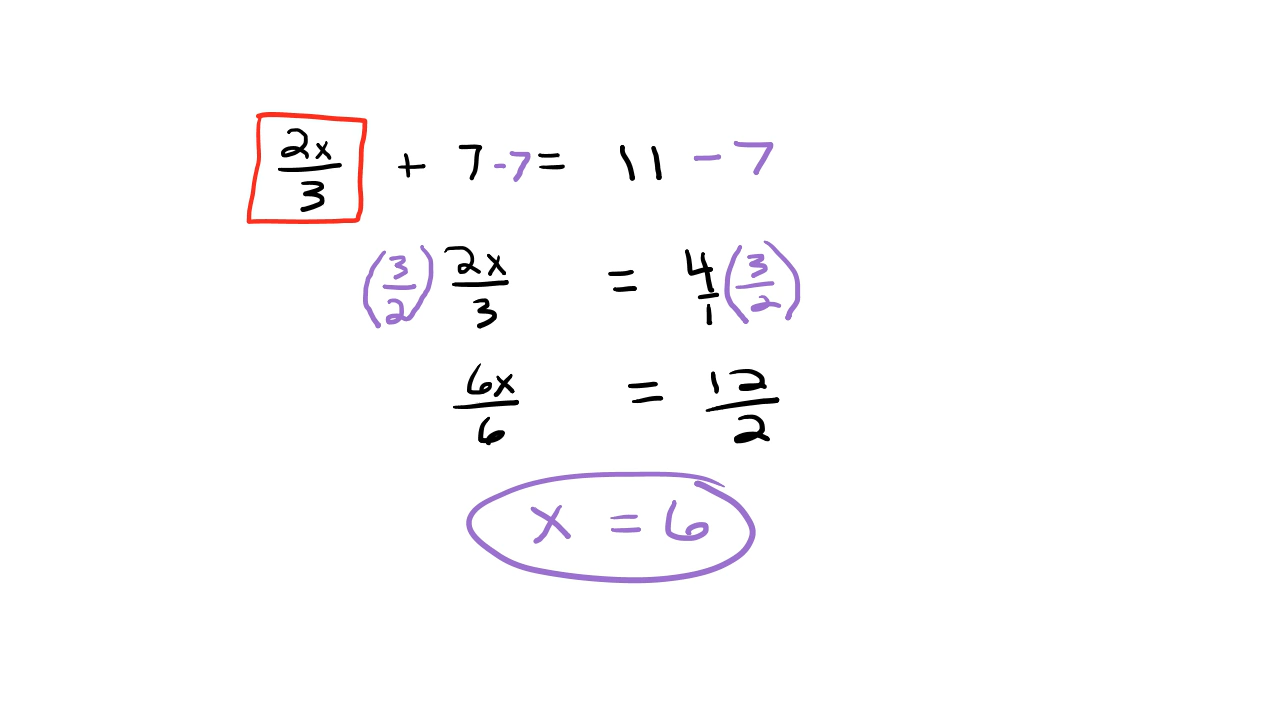 2x/3 + 7 - 7 = 11 - 7
(3/2) 2x/3 = 4/1 (3/2)
6x/6 = 12/2
x = 6